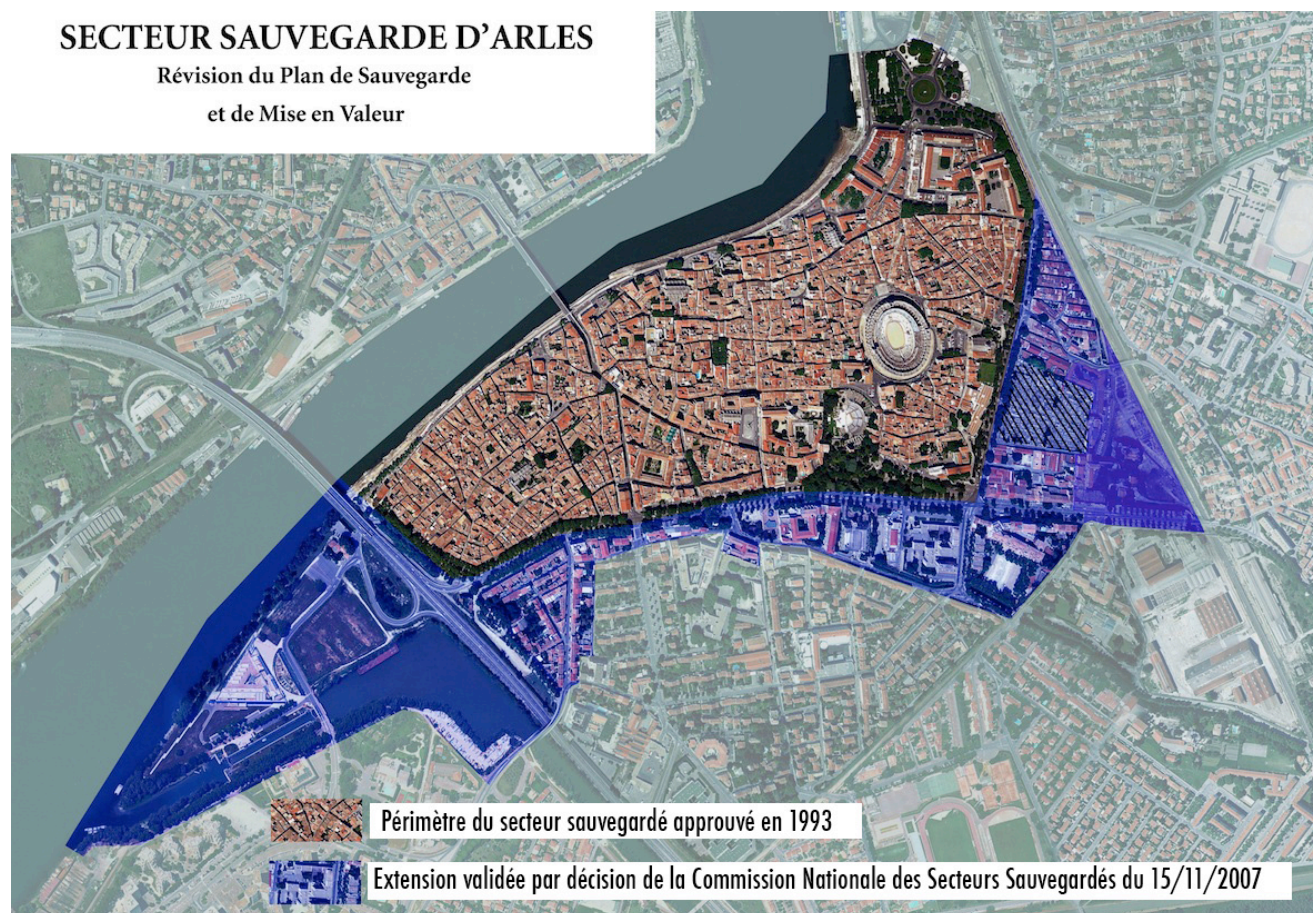 SECTEUR SAUVEGARDE D’ARLES
Révision du Plan de Sauvegarde
et de Mise en Valeur
Périmètre du secteur sauvegardé approuvé en 1993
Extension validée par décision de la Commission Nationale des Secteurs Sauvegardés du 15/11/2007